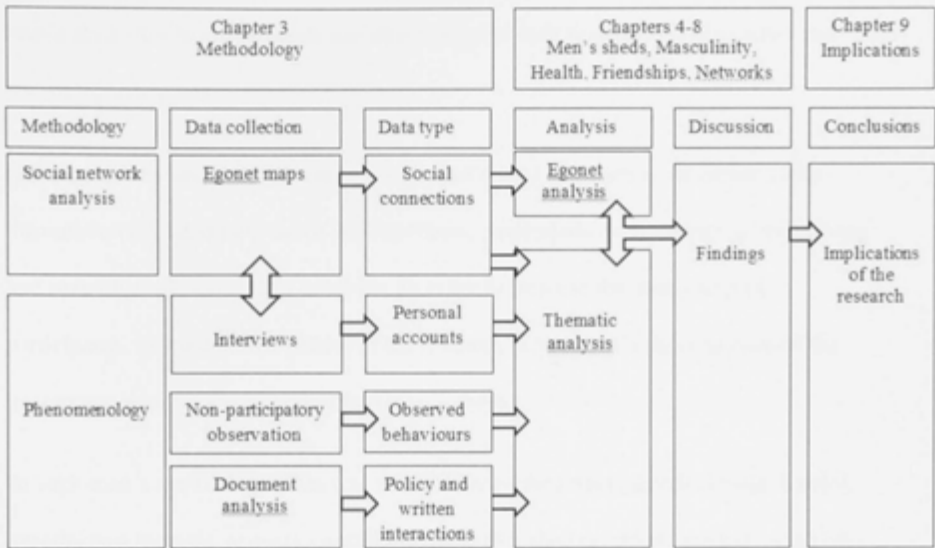 Chapter 3
Methodology
Chapters 4-8
Men's sheds, Masculinity,
Health, Friendships, Networks
Chapter 9
Implications
Methodology
Data collection
Data type
Analysis
Discussion
Conclusions
Social network
analysis
Egonet maps
Social
connections
Egonet
analysis
Findings
Implications
of the
research
Interviews
Personal
accounts
Thematic
analysis
Phenomenology
Non-participatory
observation
Observed
behaviours
Document
analysis
Policy and
written
interactions